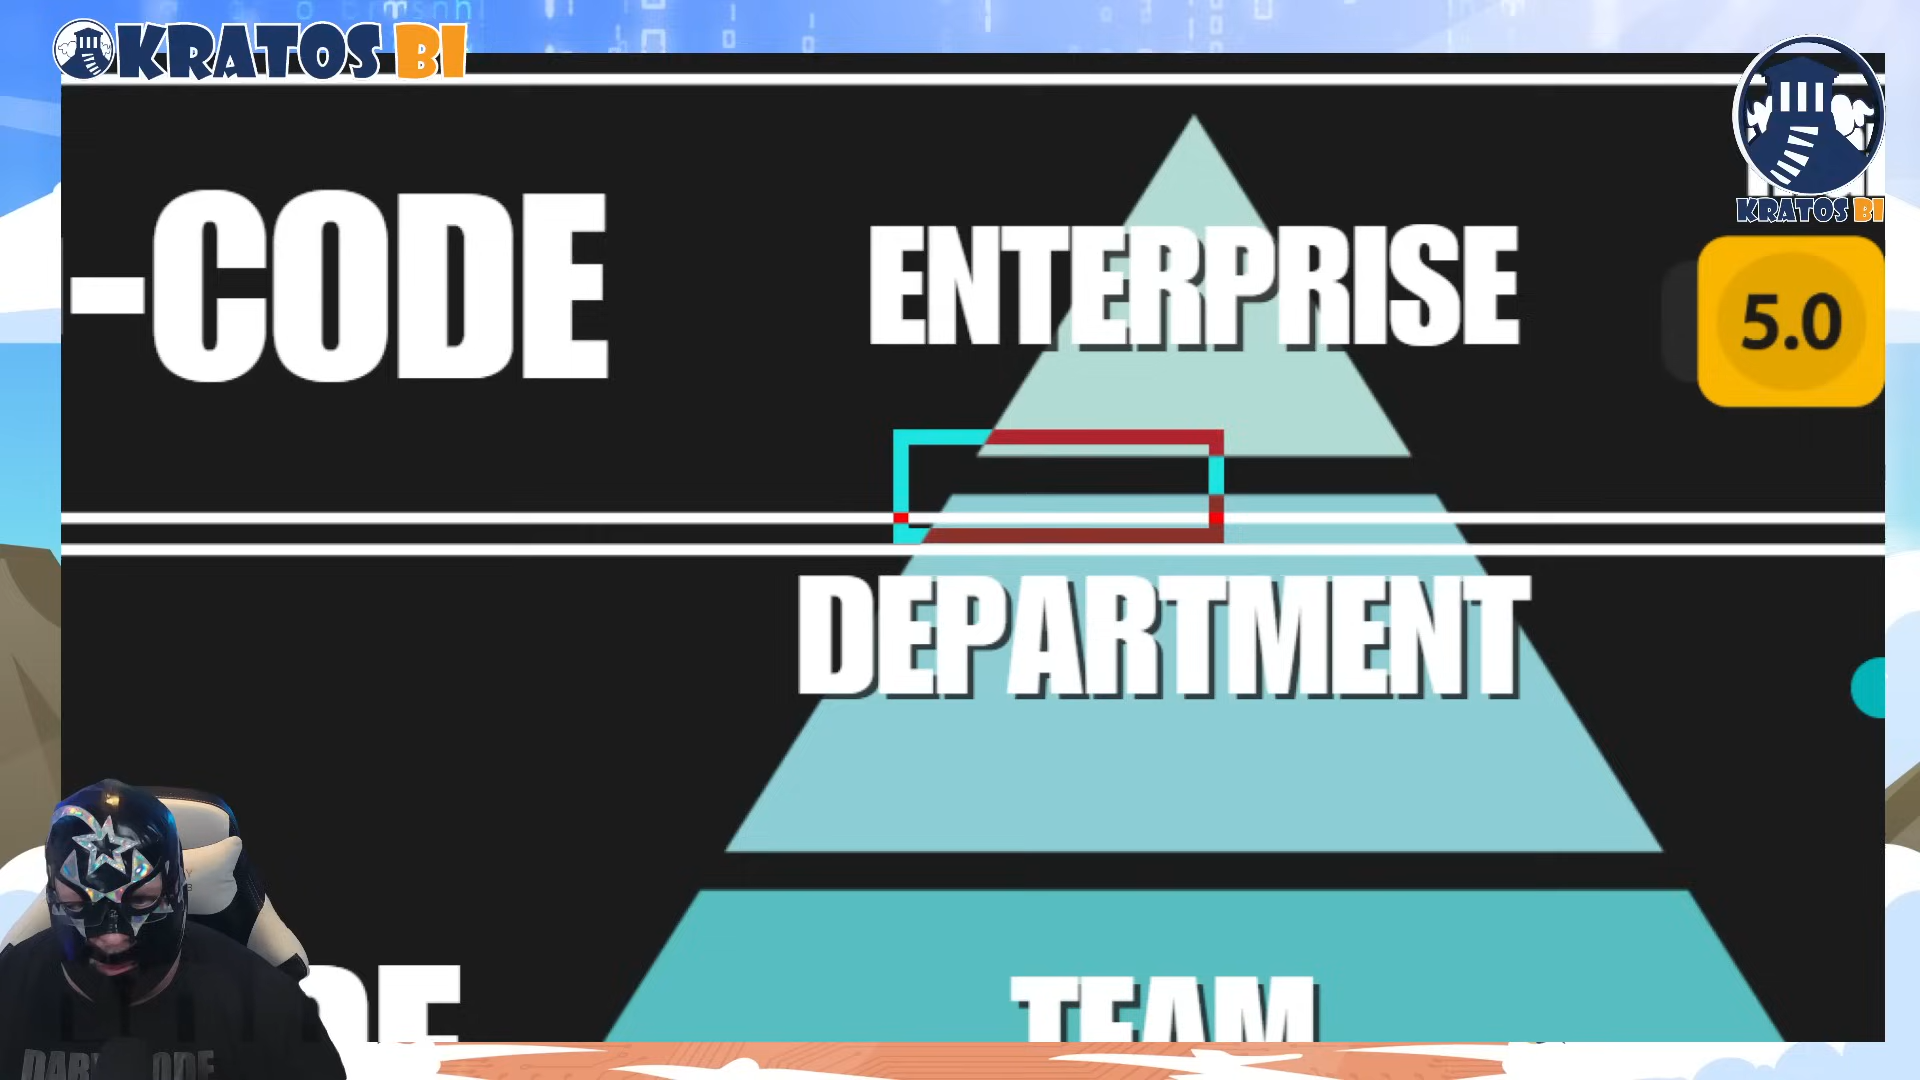 KRATOS BI
-CODE
ENTERPRISE
KRATOS BI
5.0
DEPARTMENT
TEAM